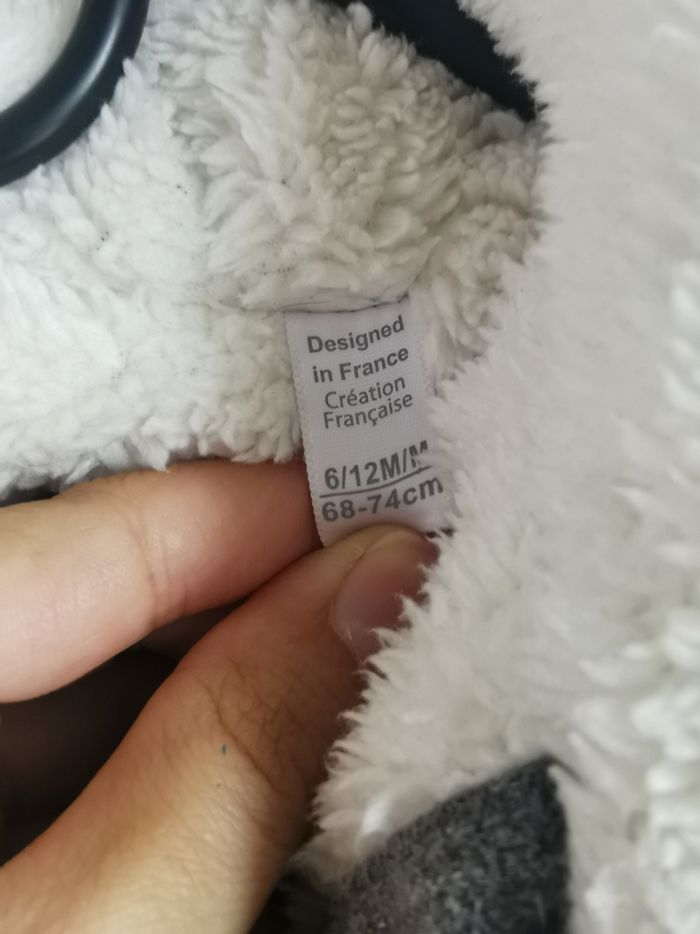 Designed
in France
Création
Française
6/12M/M
68-74cm